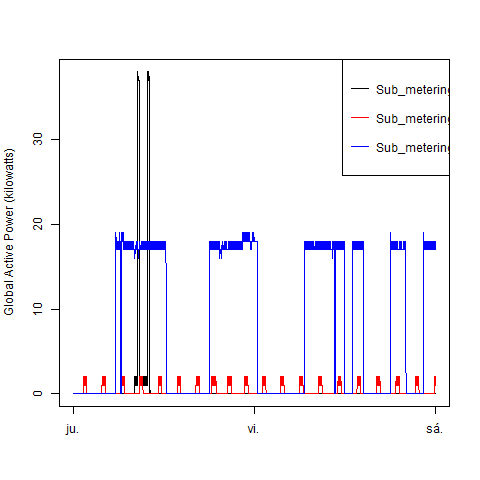 Global Active Power (kilowatts)
30
20
10
0
Sub_metering
Sub_metering
Sub_metering
ju.
vi.
sá.